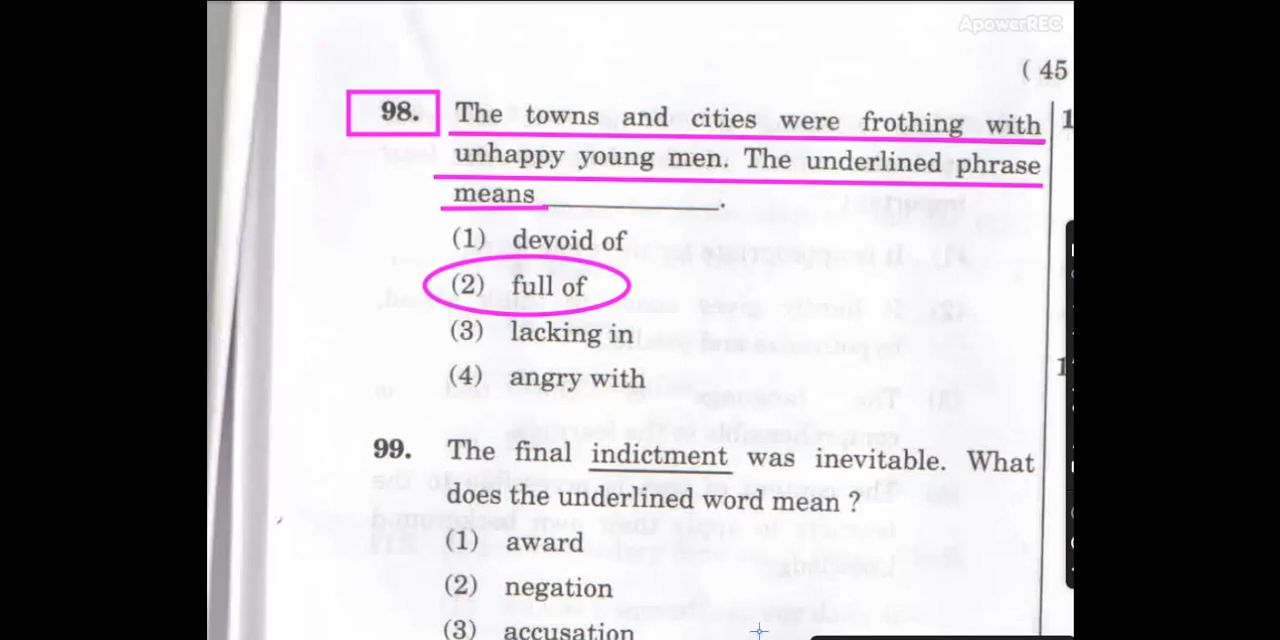 ApowerREC
( 45
98. The towns and cities were frothing with
unhappy young men. The underlined phrase
means ____________.
(1) devoid of
(2) full of
(3) lacking in
(4) angry with
99. The final indictment was inevitable. What
does the underlined word mean ?
(1) award
(2) negation
(3) accusation